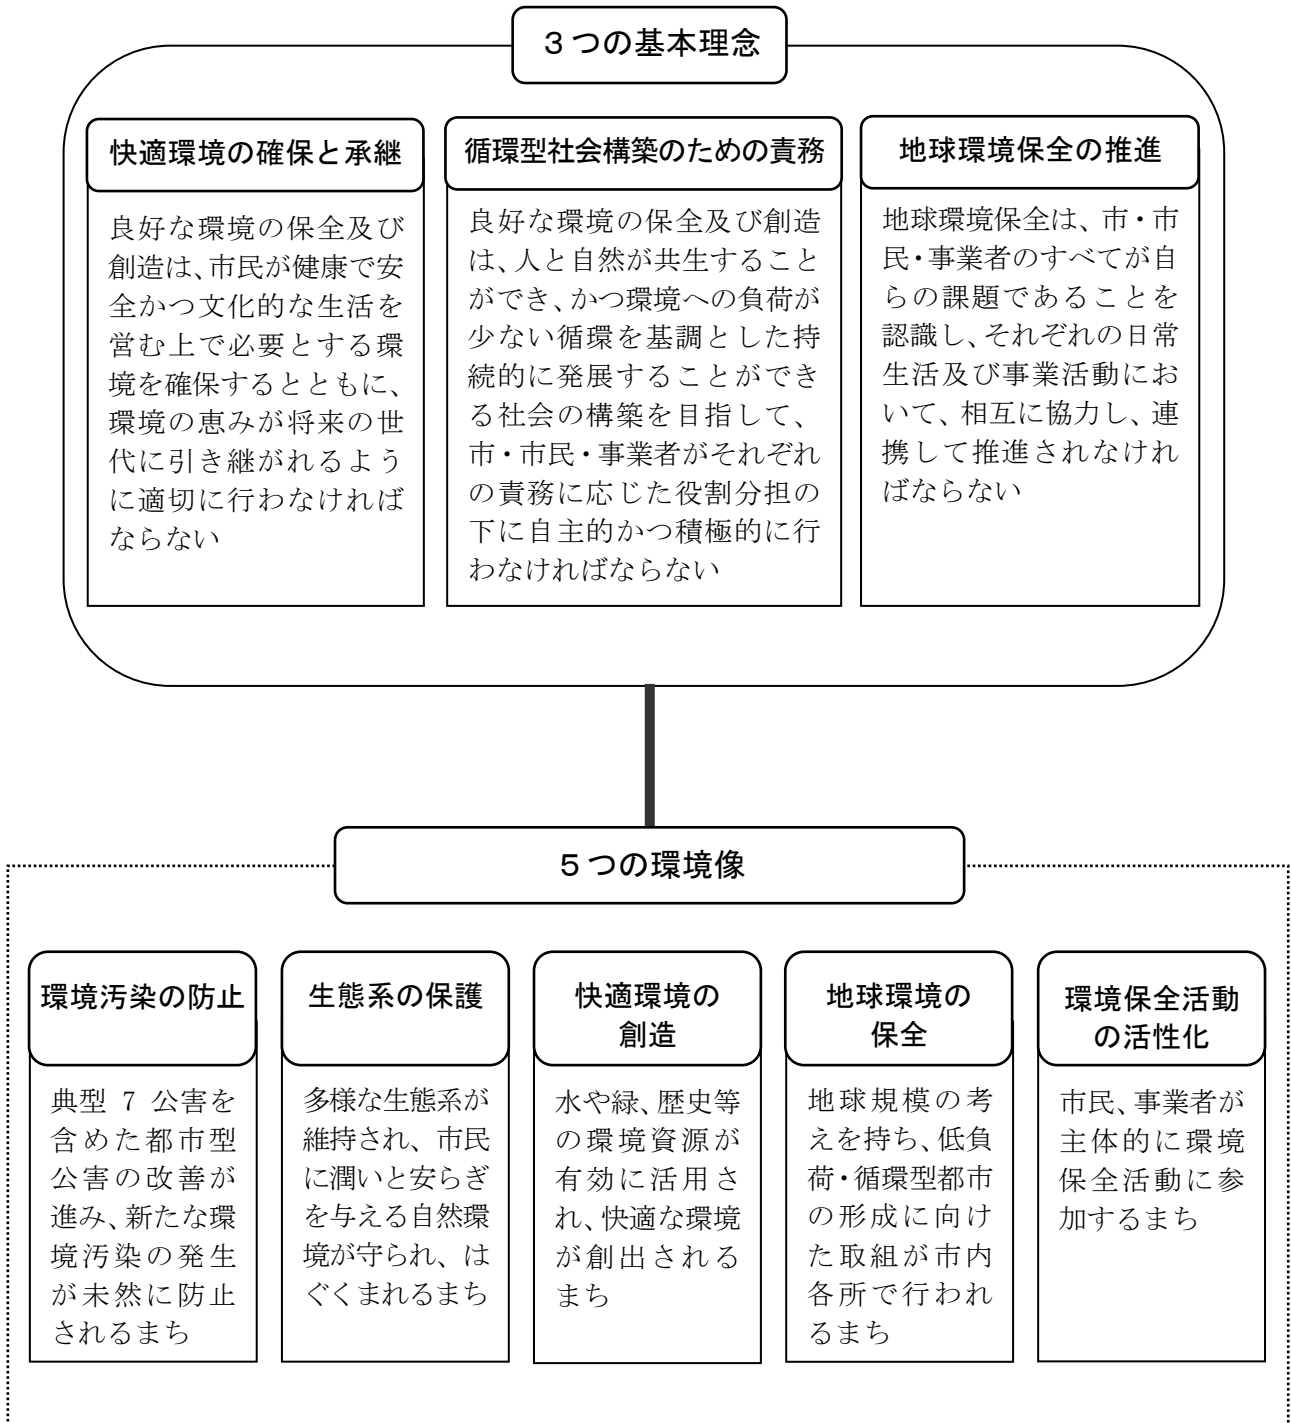 ３つの基本理念
快適環境の確保と承継
良好な環境の保全及び
創造は、市民が健康で安
全かつ文化的な生活を
営む上で必要とする環
境を確保するとともに、
環境の恵みが将来の世
代に引き継がれるよう
に適切に行わなければ
ならない
循環型社会構築のための責務
良好な環境の保全及び創造
は、人と自然が共生すること
ができ、かつ環境への負荷が
少ない循環を基調とした持
続的に発展することができ
る社会の構築を目指して、
市・市民・事業者がそれぞれ
の責務に応じた役割分担の
下に自主的かつ積極的に行
わなければならない
地球環境保全の推進
地球環境保全は、市・市
民・事業者のすべてが自
らの課題であることを
認識し、それぞれの日常
生活及び事業活動にお
いて、相互に協力し、連
携して推進されなけれ
ばならない
５つの環境像
環境汚染の防止
典型 7 公害を
含めた都市型
公害の改善が
進み、新たな環
境汚染の発生
が未然に防止
されるまち
生態系の保護
多様な生態系が
維持され、市民
に潤いと安らぎ
を与える自然環
境が守られ、は
ぐくまれるまち
快適環境の
創造
水や緑、歴史等
の環境資源が
有効に活用さ
れ、快適な環境
が創出される
まち
地球環境の
保全
地球規模の考
えを持ち、低負
荷・循環型都市
の形成に向け
た取組が市内
各所で行われ
るまち
環境保全活動
の活性化
市民、事業者が
主体的に環境
保全活動に参
加するまち